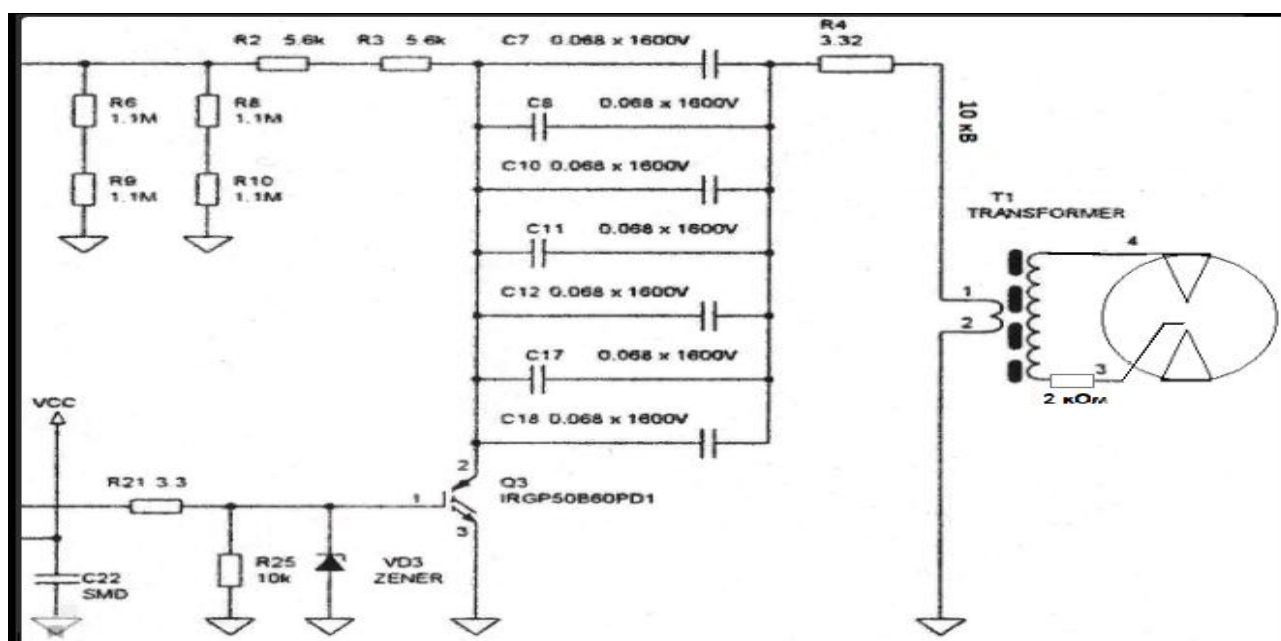 R2 5.6k R3 5.6k C7 0.068 x 1600V R4
3.32
R6
1.1M
R8
1.1M
C8 0.068 x 1600V
10 кВ
R9
1.1M
R10
1.1M
C10 0.068 x 1600V
T1
TRANSFORMER
C11 0.068 x 1600V
4
C12 0.068 x 1600V
1
2
C17 0.068 x 1600V
3
2 кОм
VCC
C18 0.068 x 1600V
R21 3.3
2
1
3
Q3
IRGP50B60PD1
R25
10k
VD3
ZENER
C22
SMD